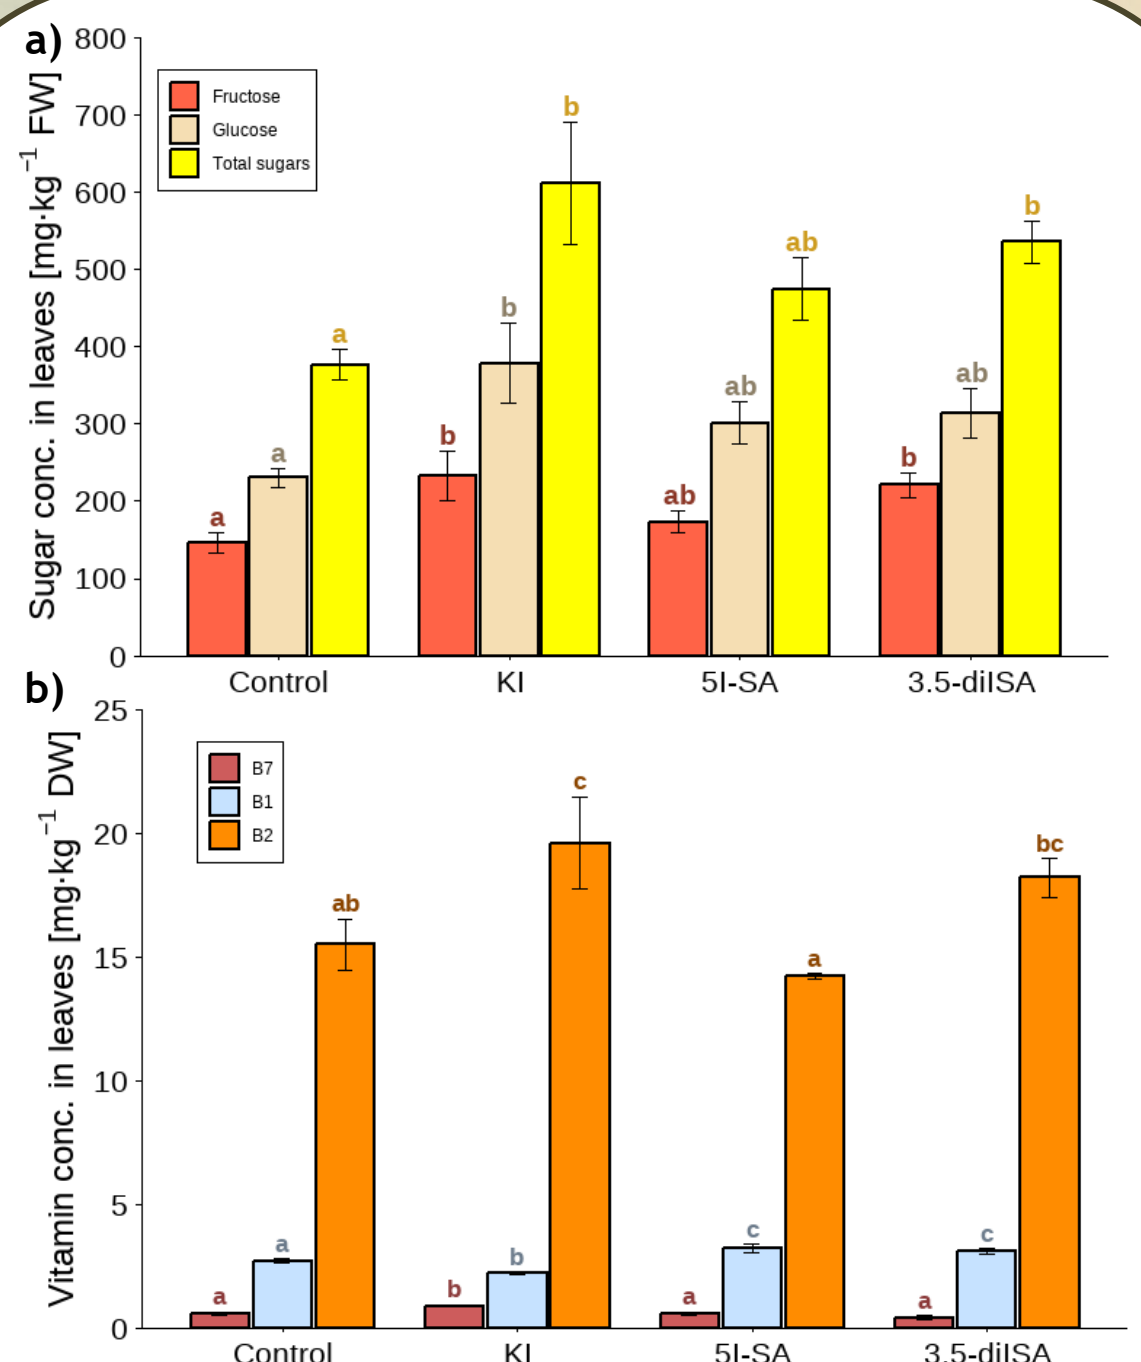 a)
Sugar conc. in leaves [mg·kg⁻¹ FW]
800
700
600
500
400
300
200
100
0
Fructose
Glucose
Total sugars
a
a
a
b
b
b
ab
ab
ab
b
ab
b
Control
KI
5I-SA
3.5-diISA
b)
Vitamin conc. in leaves [mg·kg⁻¹ DW]
25
20
15
10
5
0
B7
B1
B2
a
a
ab
b
b
c
a
c
a
a
c
bc
Control
KI
5I-SA
3.5-diISA